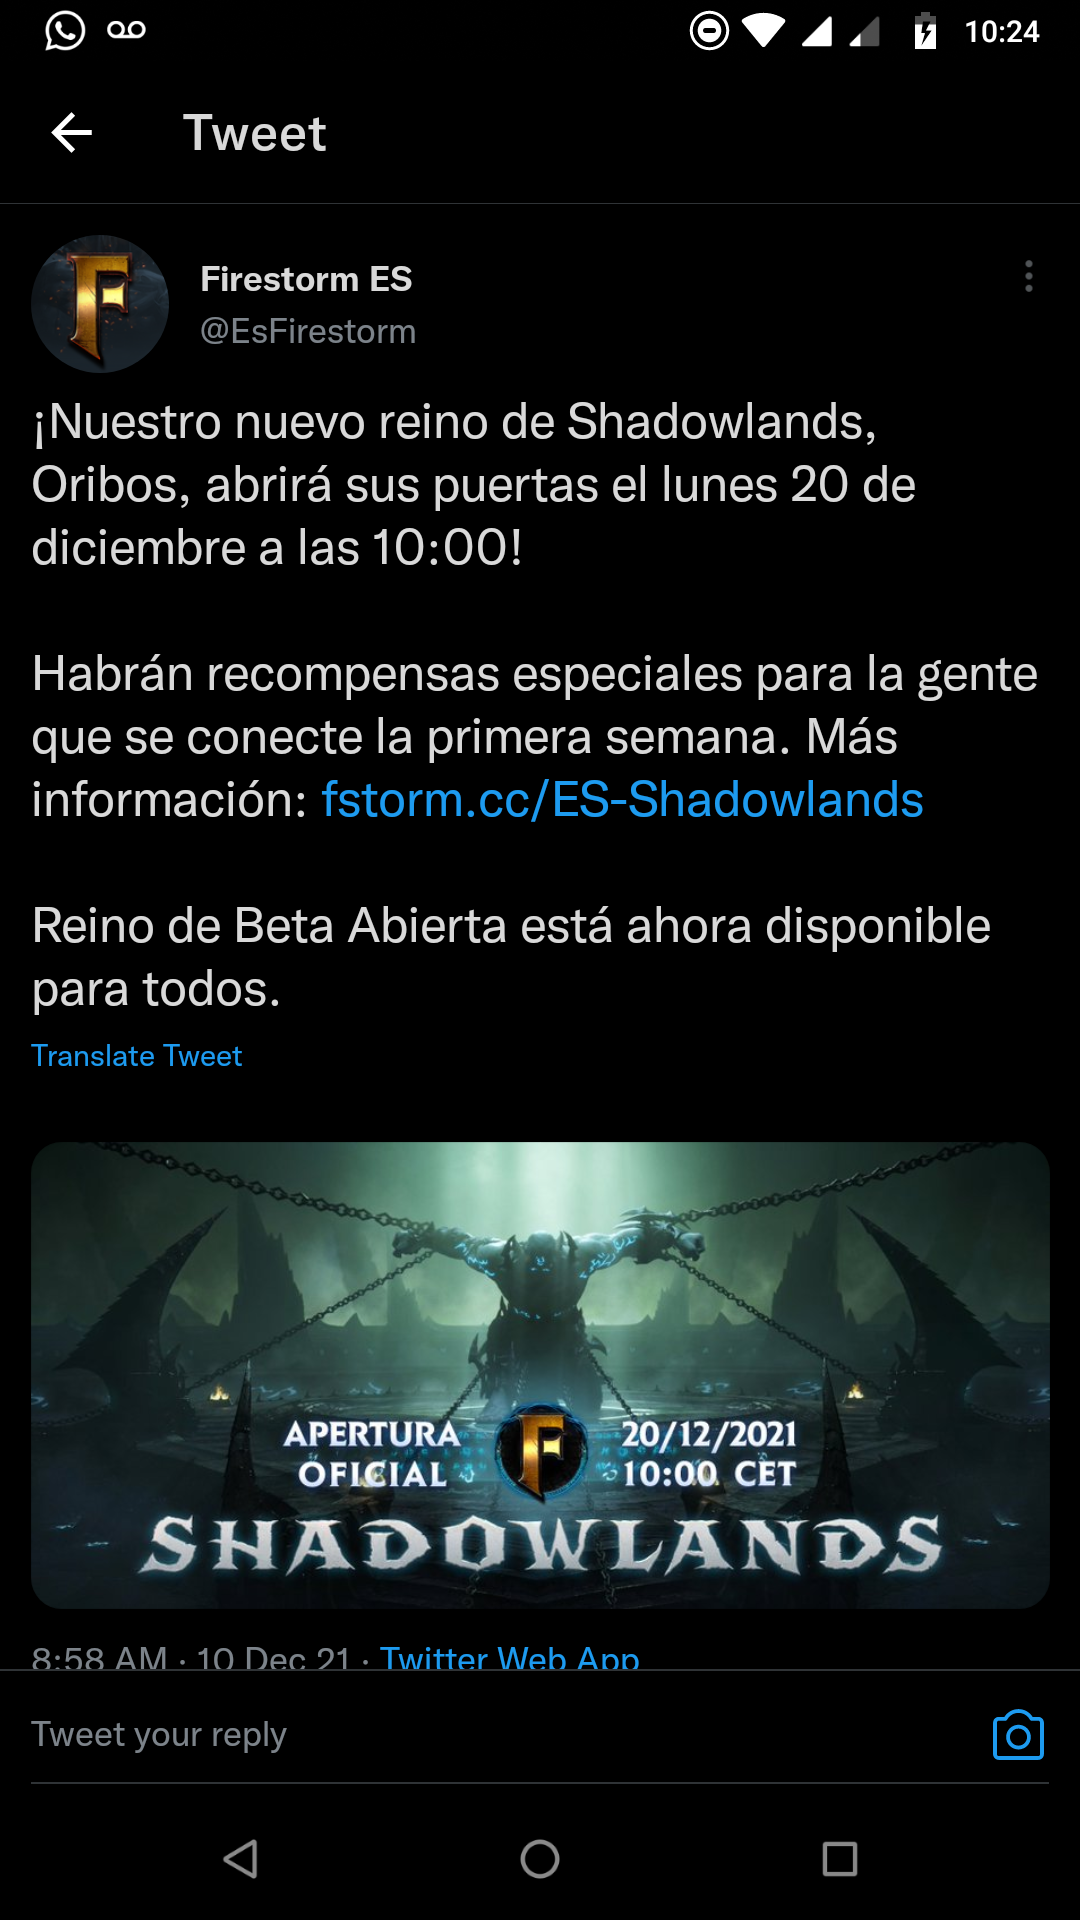 10:24
Tweet
Firestorm ES
@EsFirestorm
¡Nuestro nuevo reino de Shadowlands,
Oribos, abrirá sus puertas el lunes 20 de
diciembre a las 10:00!
Habrán recompensas especiales para la gente
que se conecte la primera semana. Más
información: fstorm.cc/ES-Shadowlands
Reino de Beta Abierta está ahora disponible
para todos.
Translate Tweet
APERTURA
OFICIAL
F
20/12/2021
10:00 CET
SHADOWLANDS
8:58 AM · 10 Dec 21 · Twitter Web App
Tweet your reply